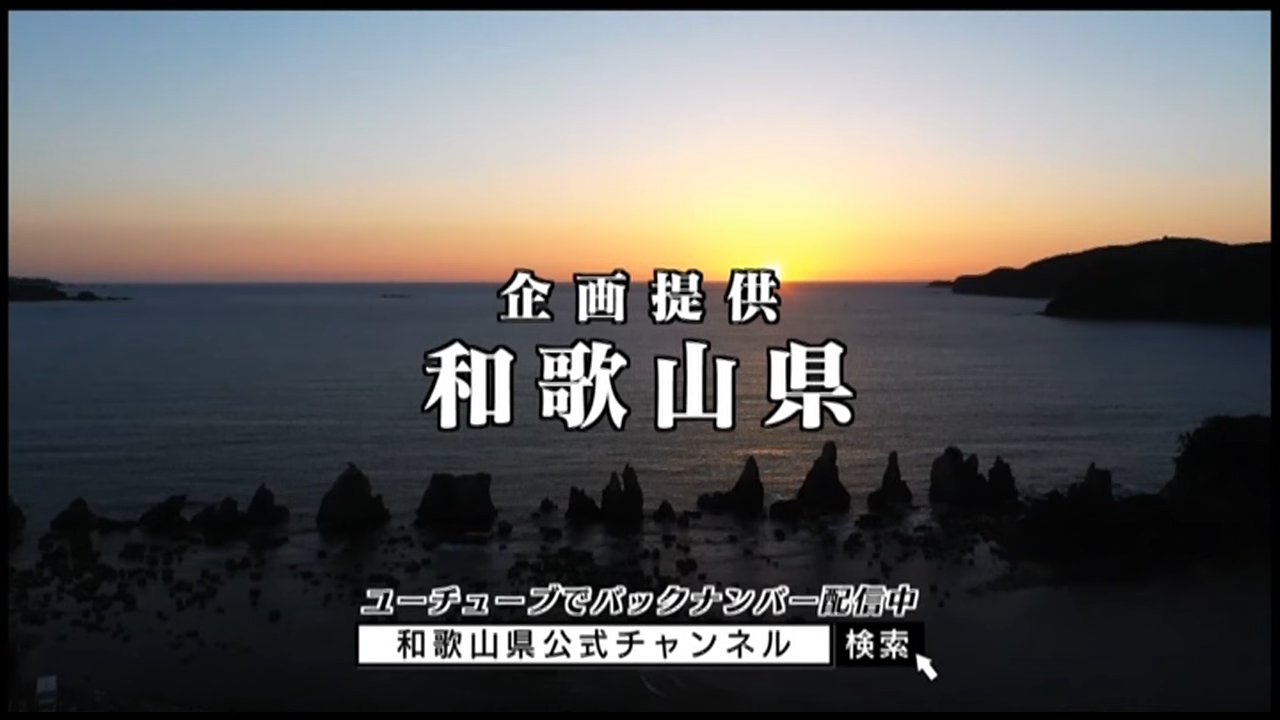 企画提供
和歌山県
ユーチューブでバックナンバー配信中
和歌山県公式チャンネル 検索